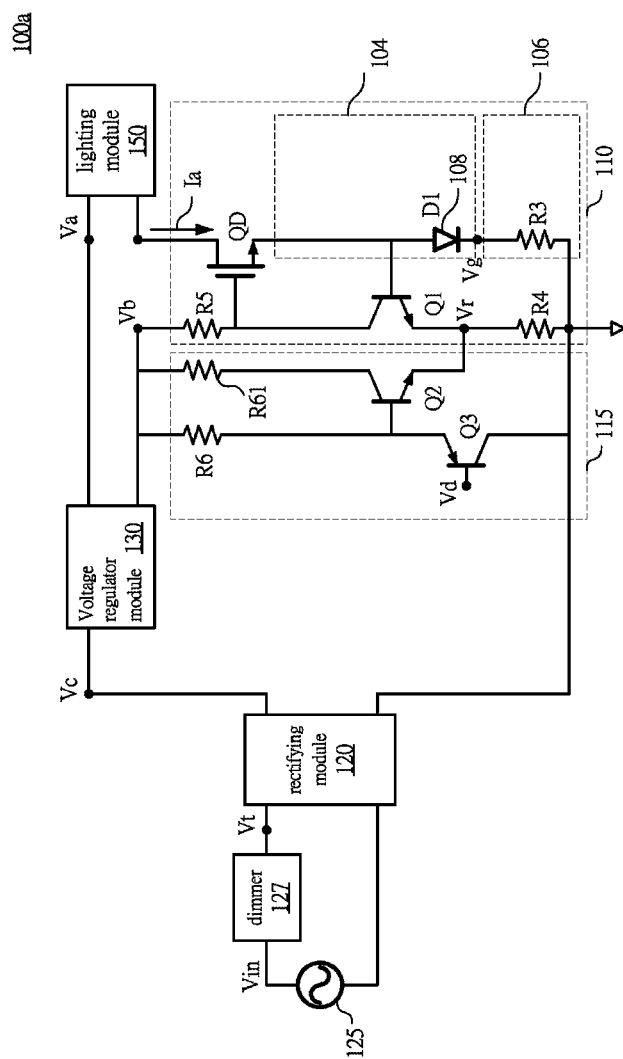 100a
lighting
module
150
Va
Ia
104
106
QD
D1
108
Vg
R3
110
Vb
R5
Q1
Vr
R4
R61
Q2
R6
Q3
Vd
115
Voltage
regulator
module 130
Vc
rectifying
module
120
Vt
dimmer
127
Vin
125